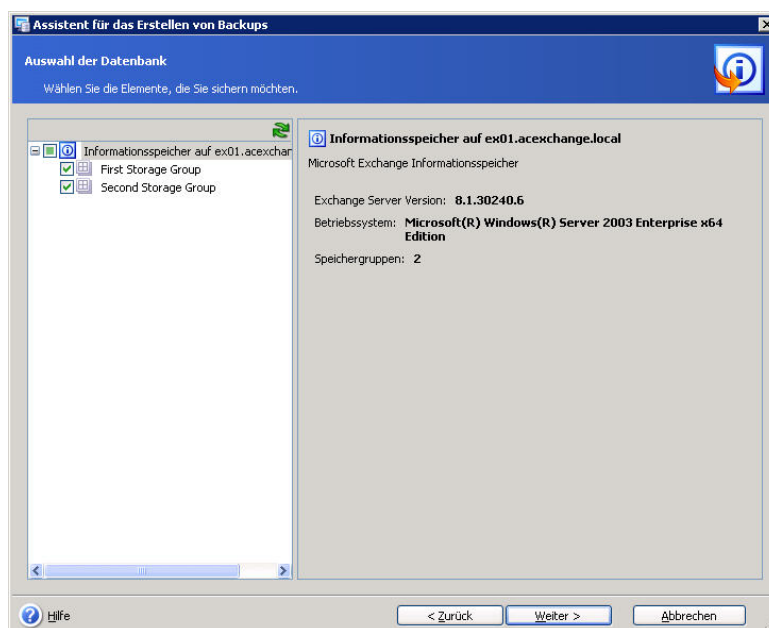 Assistent für das Erstellen von Backups
Auswahl der Datenbank
Wählen Sie die Elemente, die Sie sichern möchten.
Informationsspeicher auf ex01.acexchar
First Storage Group
Second Storage Group
Informationsspeicher auf ex01.acexchange.local
Microsoft Exchange Informationsspeicher
Exchange Server Version: 8.1.30240.6
Betriebssystem: Microsoft(R) Windows(R) Server 2003 Enterprise x64
Edition
Speichergruppen: 2
Hilfe
< Zurück
Weiter >
Abbrechen